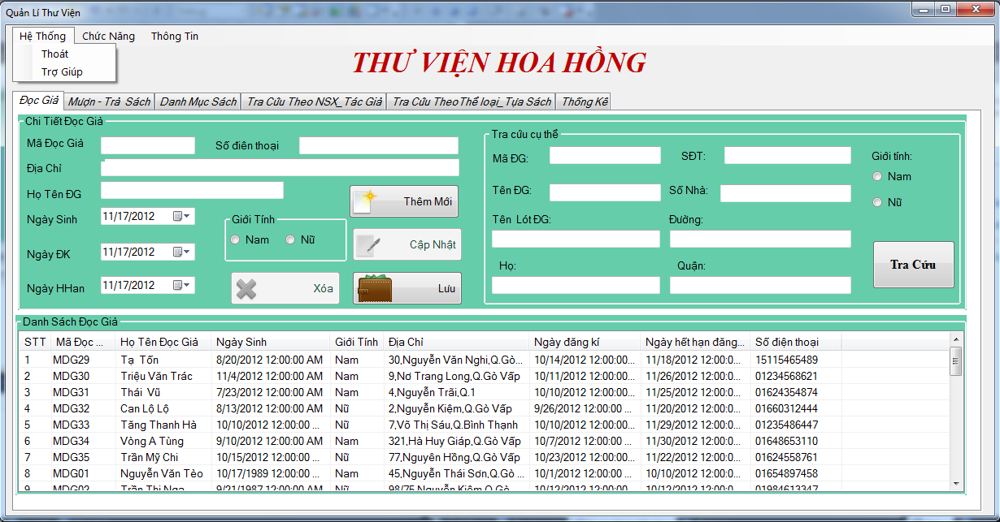 Quản Lí Thư Viện
Hệ Thống Chức Năng Thông Tin
Thoát
Trợ Giúp
THƯ VIỆN HOA HỒNG
Đọc Giả Mượn - Trả Sách Danh Mục Sách Tra Cứu Theo NSX_Tác Giả Tra Cứu Theo Thể loại_Tựa Sách Thống Kê
Chi Tiết Đọc Giả
Mã Đọc Giả Số điên thoại
Địa Chỉ
Họ Tên ĐG
Ngày Sinh 11/17/2012
Ngày ĐK 11/17/2012
Ngày HHan 11/17/2012
Giới Tính
Nam Nữ
Thêm Mới
Cập Nhật
Xóa Lưu
Tra cứu cụ thể
Mã ĐG: SĐT: Giới tính:
Nam
Tên ĐG: Số Nhà:
Nữ
Tên Lót ĐG: Đường:
Họ: Quận:
Tra Cứu
Danh Sách Đọc Giả
STT Mã Đọc ... Họ Tên Đọc Giả Ngày Sinh Giới Tính Địa Chỉ Ngày đăng kí Ngày hết hạn đăng... Số điên thoại
1 MDG29 Tạ Tốn 8/20/2012 12:00:00 AM Nam 30,Nguyễn Văn Nghi,Q.Gò... 10/14/2012 12:00:00... 11/18/2012 12:00:0... 15115465489
2 MDG30 Triệu Văn Trác 11/4/2012 12:00:00 AM Nam 9,Nơ Trang Long,Q.Gò Vấp 10/11/2012 12:00:00... 11/26/2012 12:00:0... 01234568621
3 MDG31 Thái Vũ 7/23/2012 12:00:00 AM Nam 4,Nguyễn Trãi,Q.1 10/10/2012 12:00:00... 11/25/2012 12:00:0... 01624354874
4 MDG32 Can Lộ Lộ 8/13/2012 12:00:00 AM Nữ 2,Nguyễn Kiệm,Q.Gò Vấp 9/26/2012 12:00:00 ... 11/20/2012 12:00:0... 01660312444
5 MDG33 Tăng Thanh Hà 10/10/2012 12:00:00 ... Nữ 7,Võ Thị Sáu,Q.Bình Thạnh 10/10/2012 12:00:00... 11/29/2012 12:00:0... 01235486447
6 MDG34 Vòng A Tùng 9/10/2012 12:00:00 AM Nam 321,Hà Huy Giáp,Q.Gò Vấp 10/7/2012 12:00:00 ... 11/30/2012 12:00:0... 01648653110
7 MDG35 Trần Mỹ Chi 10/15/2012 12:00:00 ... Nữ 77,Nguyên Hồng,Q.Gò Vấp 10/23/2012 12:00:00... 11/22/2012 12:00:0... 01624558761
8 MDG01 Nguyễn Văn Tèo 10/17/1989 12:00:00 ... Nam 45,Nguyễn Thái Sơn,Q.Gò ... 10/1/2012 12:00:00 ... 10/10/2012 12:00:0... 01654897458
9 MDG02 Trần Thị Nga 9/21/1987 12:00:00 AM Nữ 98/75,Nguyễn Kiệm,Q.Gò 10/12/2012 12:00:00... 10/12/2012 12:00:0... 01984613347